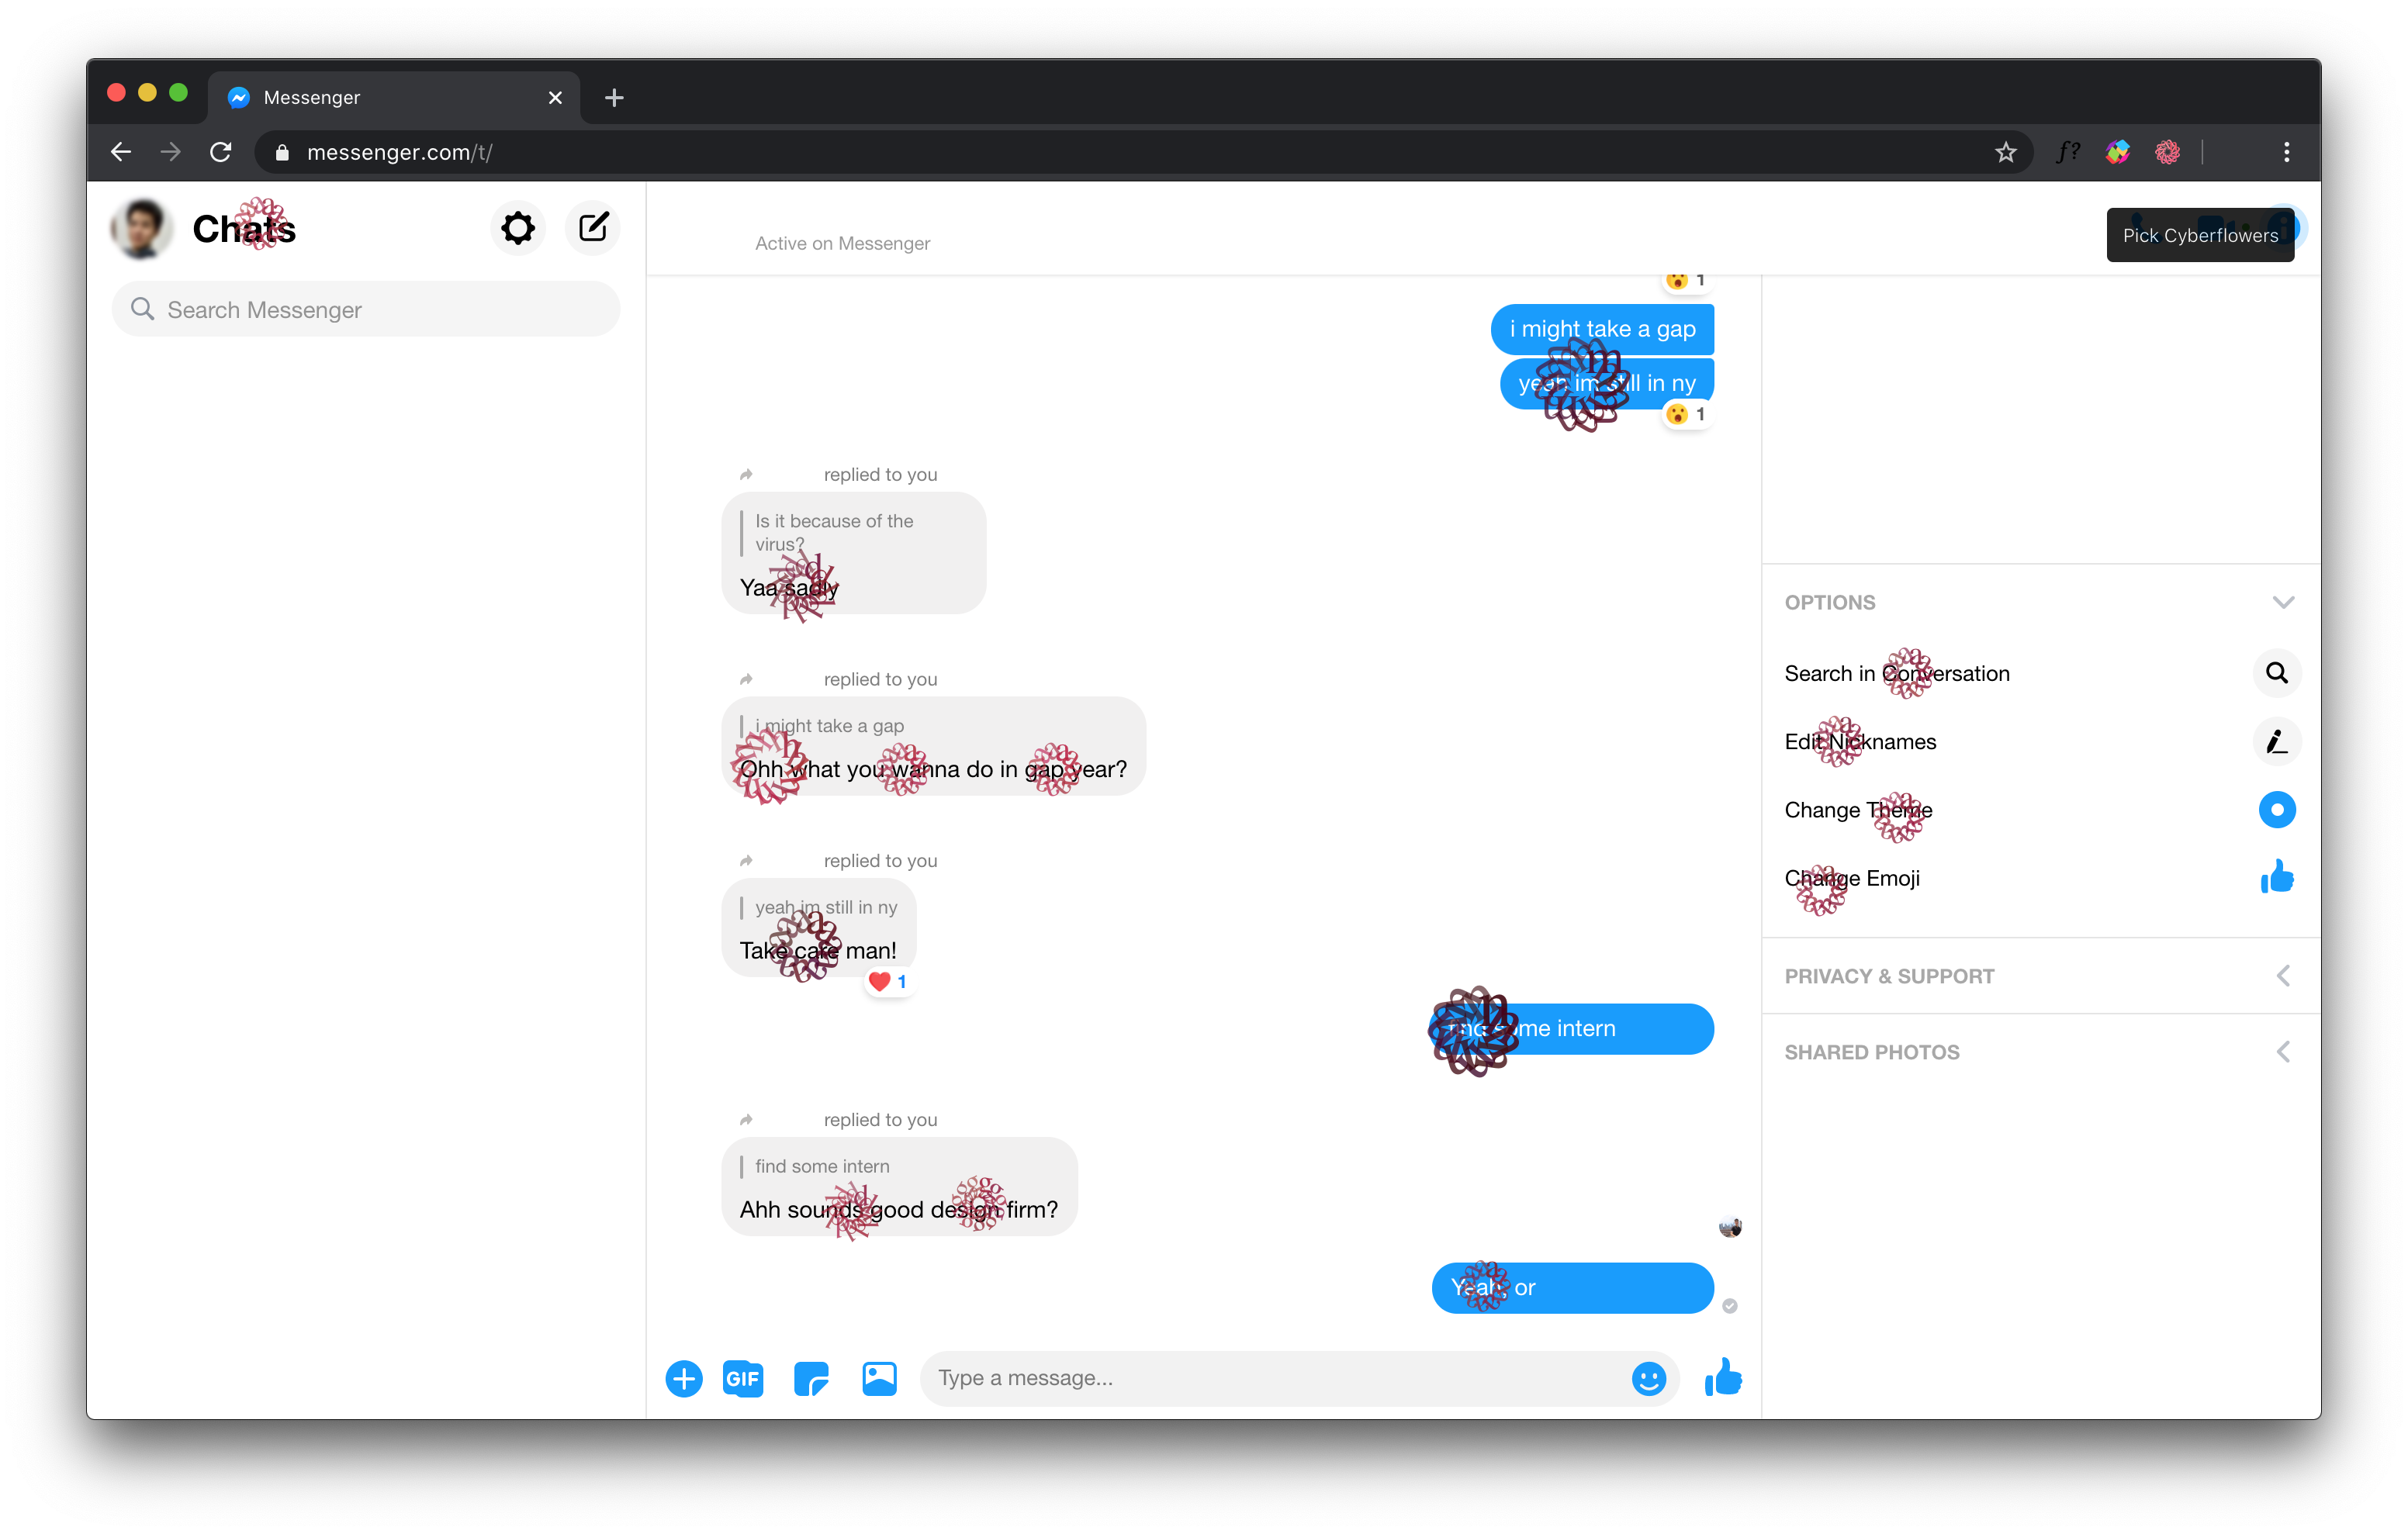 Messenger
messenger.com/t/
f?
Chats
Search Messenger
Active on Messenger
Pick Cyberflowers
1
i might take a gap
yeah im still in ny
1
replied to you
Is it because of the
virus?
Yaa sadly
replied to you
i might take a gap
Ohh what you wanna do in gap year?
replied to you
yeah im still in ny
Take care man!
1
find some intern
replied to you
find some intern
Ahh sounds good design firm?
Yeah, or
GIF
Type a message...
OPTIONS
Search in Conversation
Edit Nicknames
Change Theme
Change Emoji
PRIVACY & SUPPORT
SHARED PHOTOS